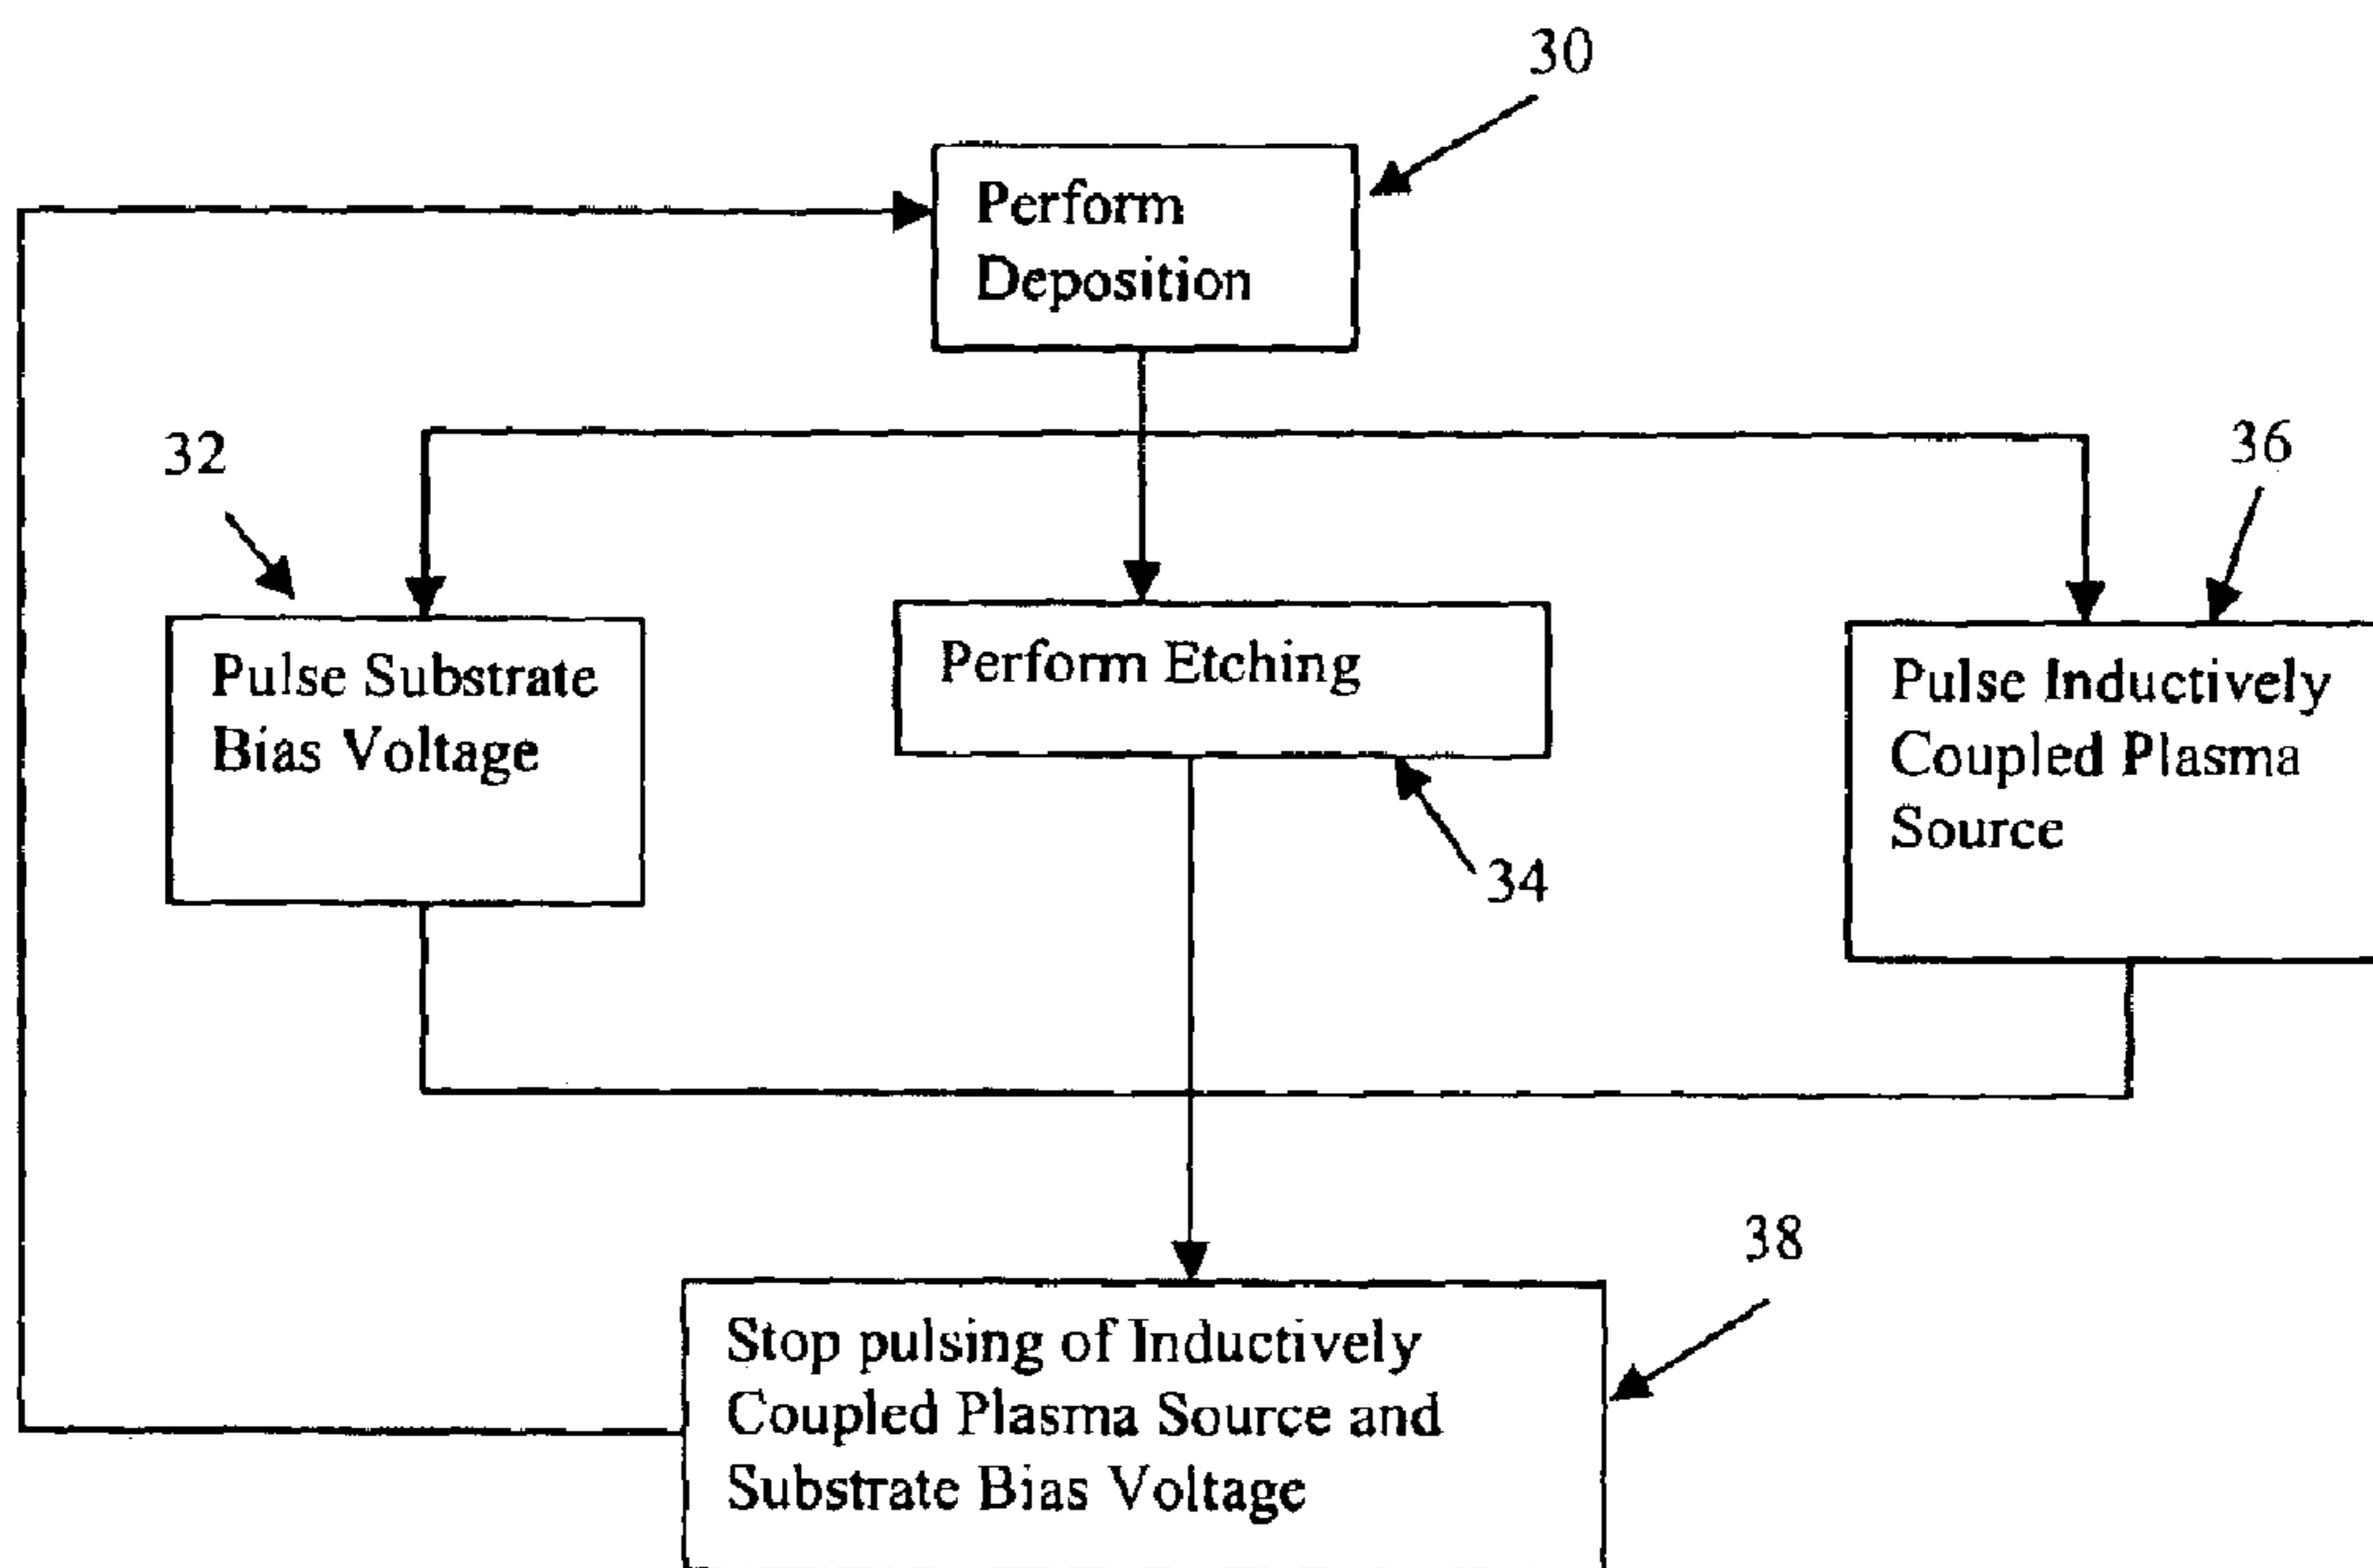 30
Perform
Deposition
32
36
Pulse Substrate
Bias Voltage
Perform Etching
Pulse Inductively
Coupled Plasma
Source
34
38
Stop pulsing of Inductively
Coupled Plasma Source and
Substrate Bias Voltage